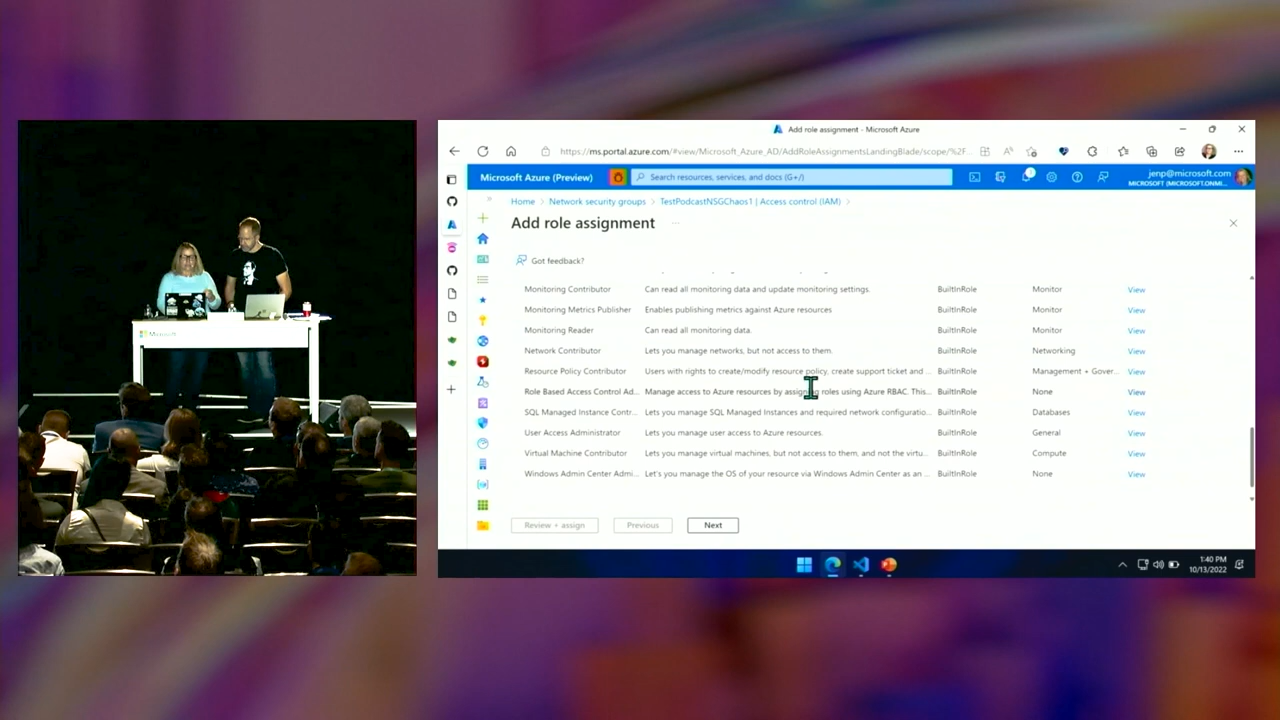 Microsoft
Add role assignment - Microsoft Azure
https://ms.portal.azure.com/#view/Microsoft_Azure_AD/AddRoleAssignmentsLandingBlade/scope/%2F...
Microsoft Azure (Preview)
Search resources, services, and docs (G+/)
1
jenp@microsoft.com
MICROSOFT (MICROSOFT.ONMI...
Home > Network security groups > TestPodcastNSGChaos1 | Access control (IAM) >
Add role assignment ...
Got feedback?
Monitoring Contributor Can read all monitoring data and update monitoring settings. BuiltInRole Monitor View
Monitoring Metrics Publisher Enables publishing metrics against Azure resources BuiltInRole Monitor View
Monitoring Reader Can read all monitoring data. BuiltInRole Monitor View
Network Contributor Lets you manage networks, but not access to them. BuiltInRole Networking View
Resource Policy Contributor Users with rights to create/modify resource policy, create support ticket and ... BuiltInRole Management + Gover... View
Role Based Access Control Ad... Manage access to Azure resources by assigning roles using Azure RBAC. This... BuiltInRole None View
SQL Managed Instance Contr... Lets you manage SQL Managed Instances and required network configuratio... BuiltInRole Databases View
User Access Administrator Lets you manage user access to Azure resources. BuiltInRole General View
Virtual Machine Contributor Lets you manage virtual machines, but not access to them, and not the virtu... BuiltInRole Compute View
Windows Admin Center Admi... Let's you manage the OS of your resource via Windows Admin Center as an ... BuiltInRole None View
Review + assign Previous Next
1:40 PM
10/13/2022